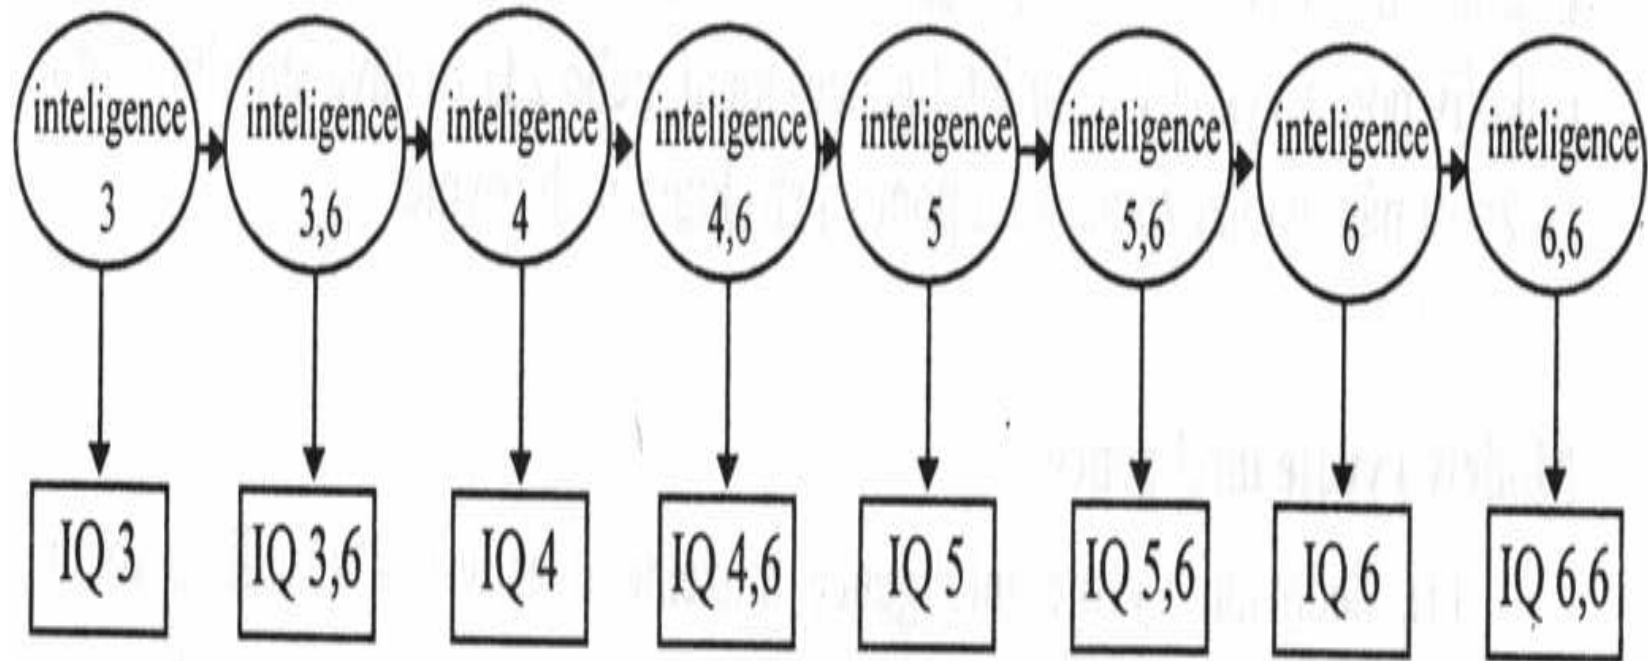 inteligence
3
inteligence
3,6
inteligence
4
inteligence
4,6
inteligence
5
inteligence
5,6
inteligence
6
inteligence
6,6
IQ 3
IQ 3,6
IQ 4
IQ 4,6
IQ 5
IQ 5,6
IQ 6
IQ 6,6